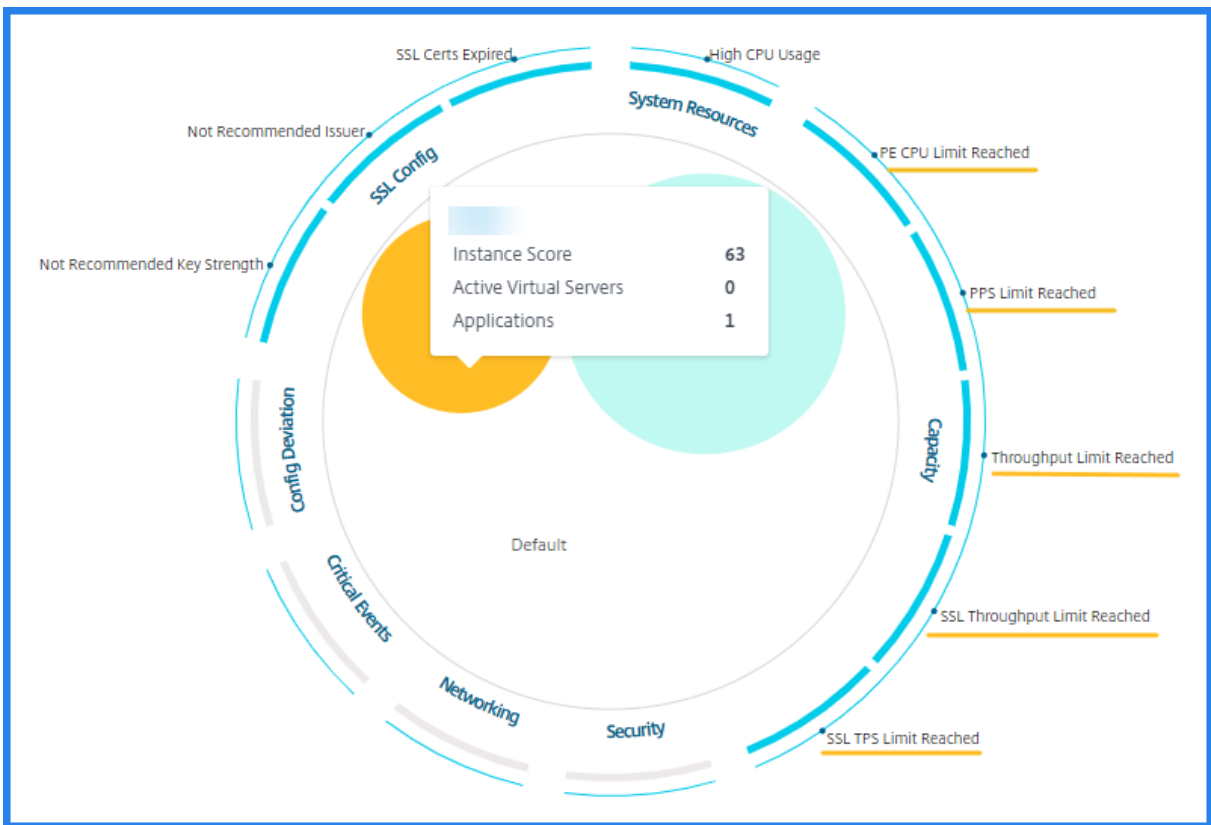 SSL Certs Expired
High CPU Usage
System Resources
Not Recommended Issuer
PE CPU Limit Reached
SSL Config
Not Recommended Key Strength
Instance Score 63
Active Virtual Servers 0
Applications 1
PPS Limit Reached
Config Deviation
Capacity
Throughput Limit Reached
Default
Critical Events
SSL Throughput Limit Reached
Networking
Security
SSL TPS Limit Reached